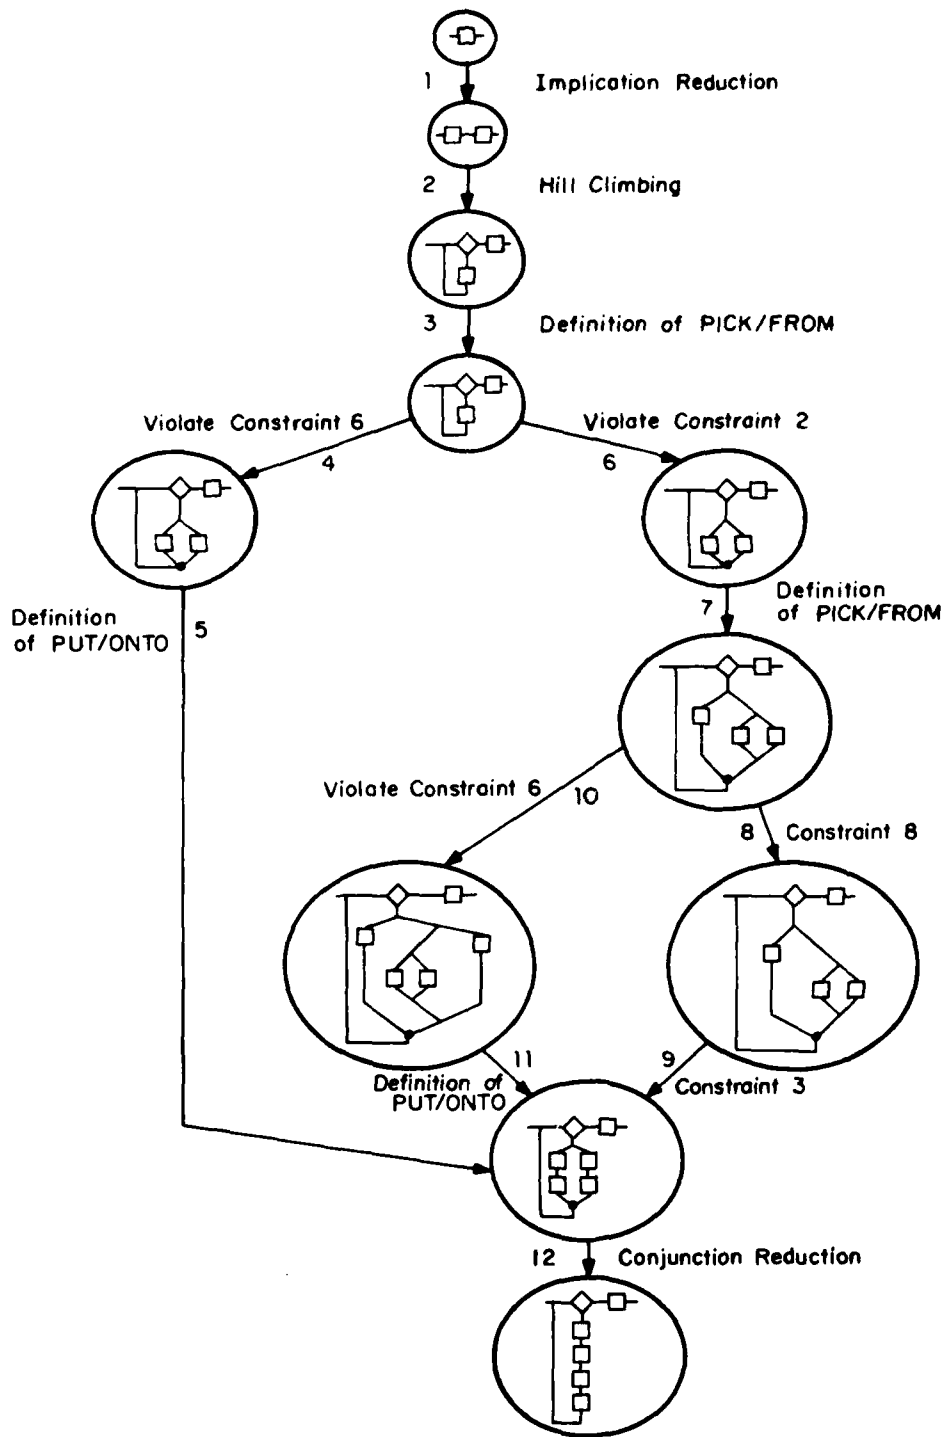 1 Implication Reduction
2 Hill Climbing
3 Definition of PICK/FROM
Violate Constraint 6
4
Violate Constraint 2
6
Definition
of PUT/ONTO
5
7
Definition
of PICK/FROM
Violate Constraint 6
10
8 Constraint 8
11
Definition of
PUT/ONTO
9
Constraint 3
12 Conjunction Reduction